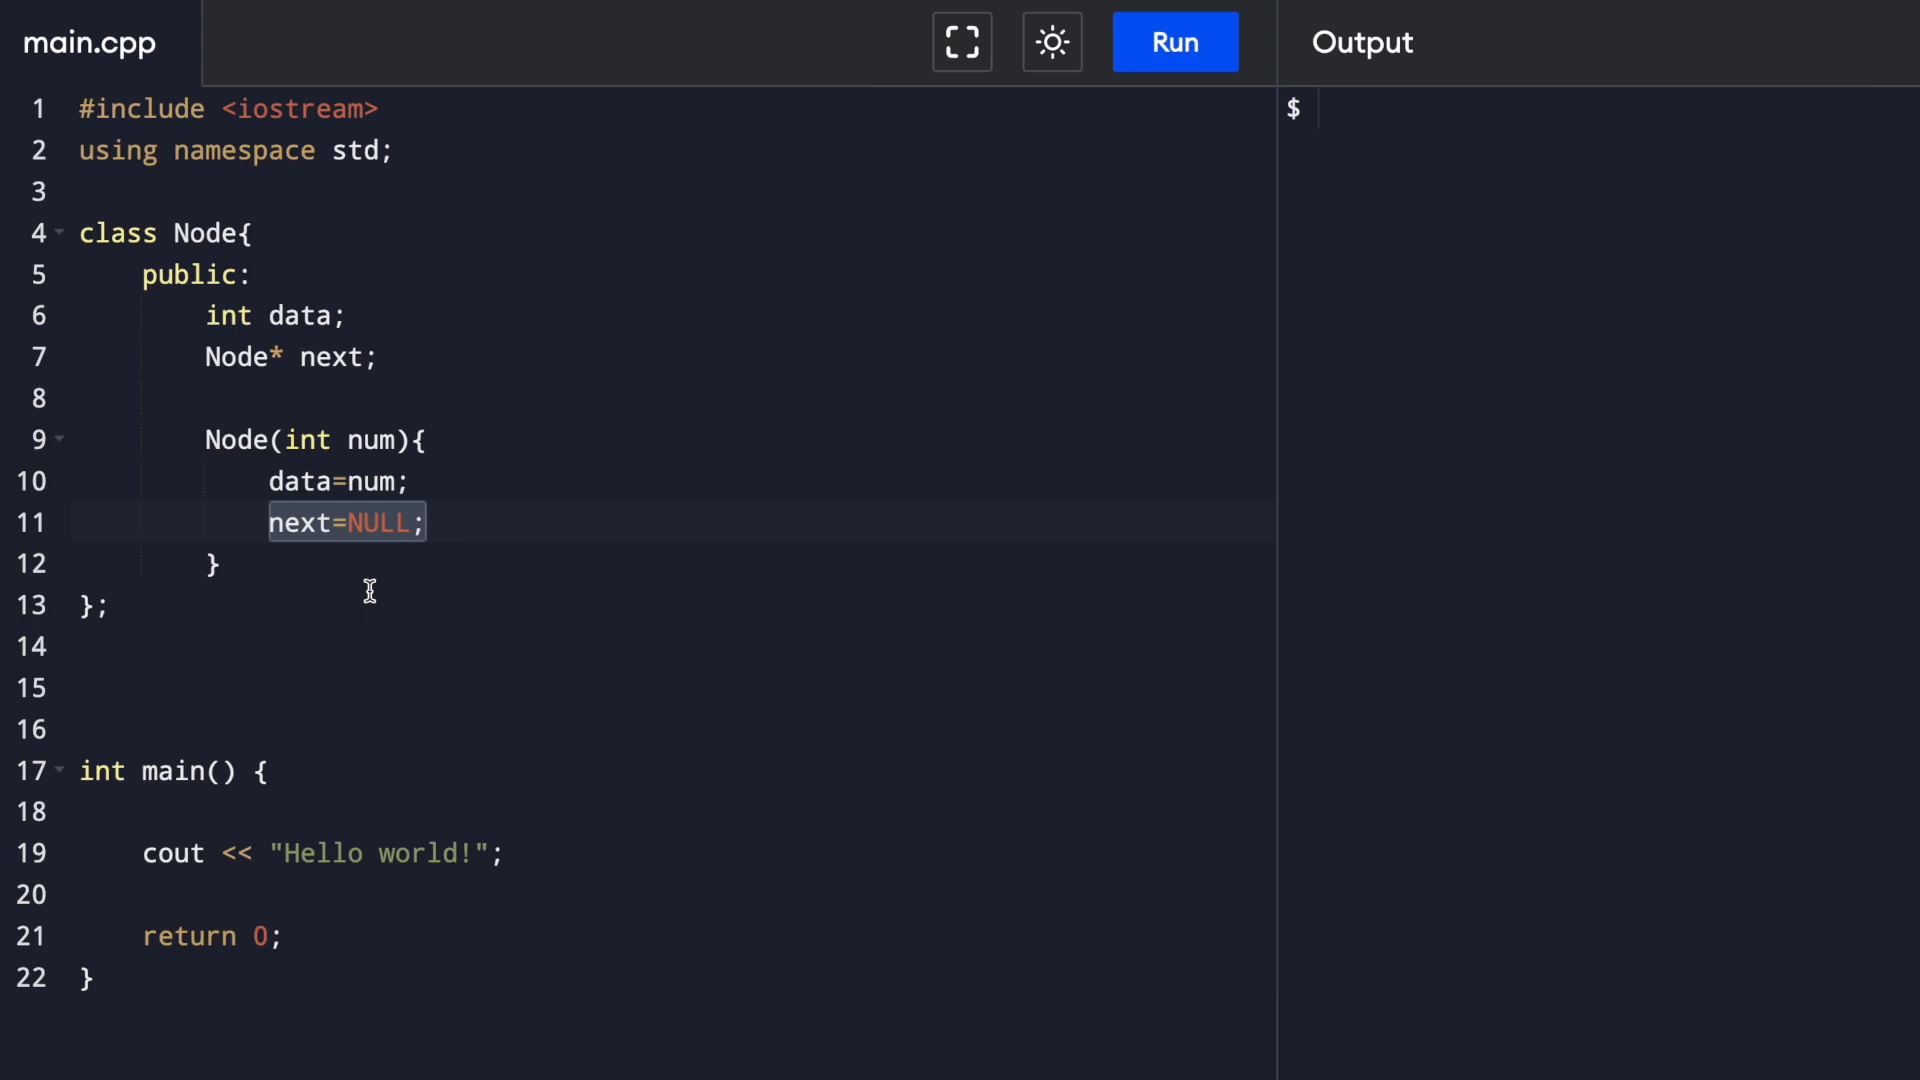 main.cpp
Run
Output
1 #include <iostream>
2 using namespace std;
3
4 class Node{
5 public:
6 int data;
7 Node* next;
8
9 Node(int num){
10 data=num;
11 next=NULL;
12 }
13 };
14
15
16
17 int main() {
18
19 cout << "Hello world!";
20
21 return 0;
22 }
$